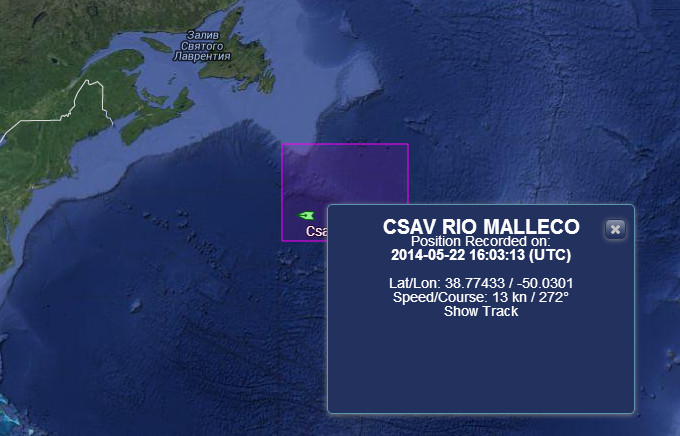 Залив
Святого
Лаврентия
Csa
CSAV RIO MALLECO
Position Recorded on:
2014-05-22 16:03:13 (UTC)
Lat/Lon: 38.77433 / -50.0301
Speed/Course: 13 kn / 272°
Show Track